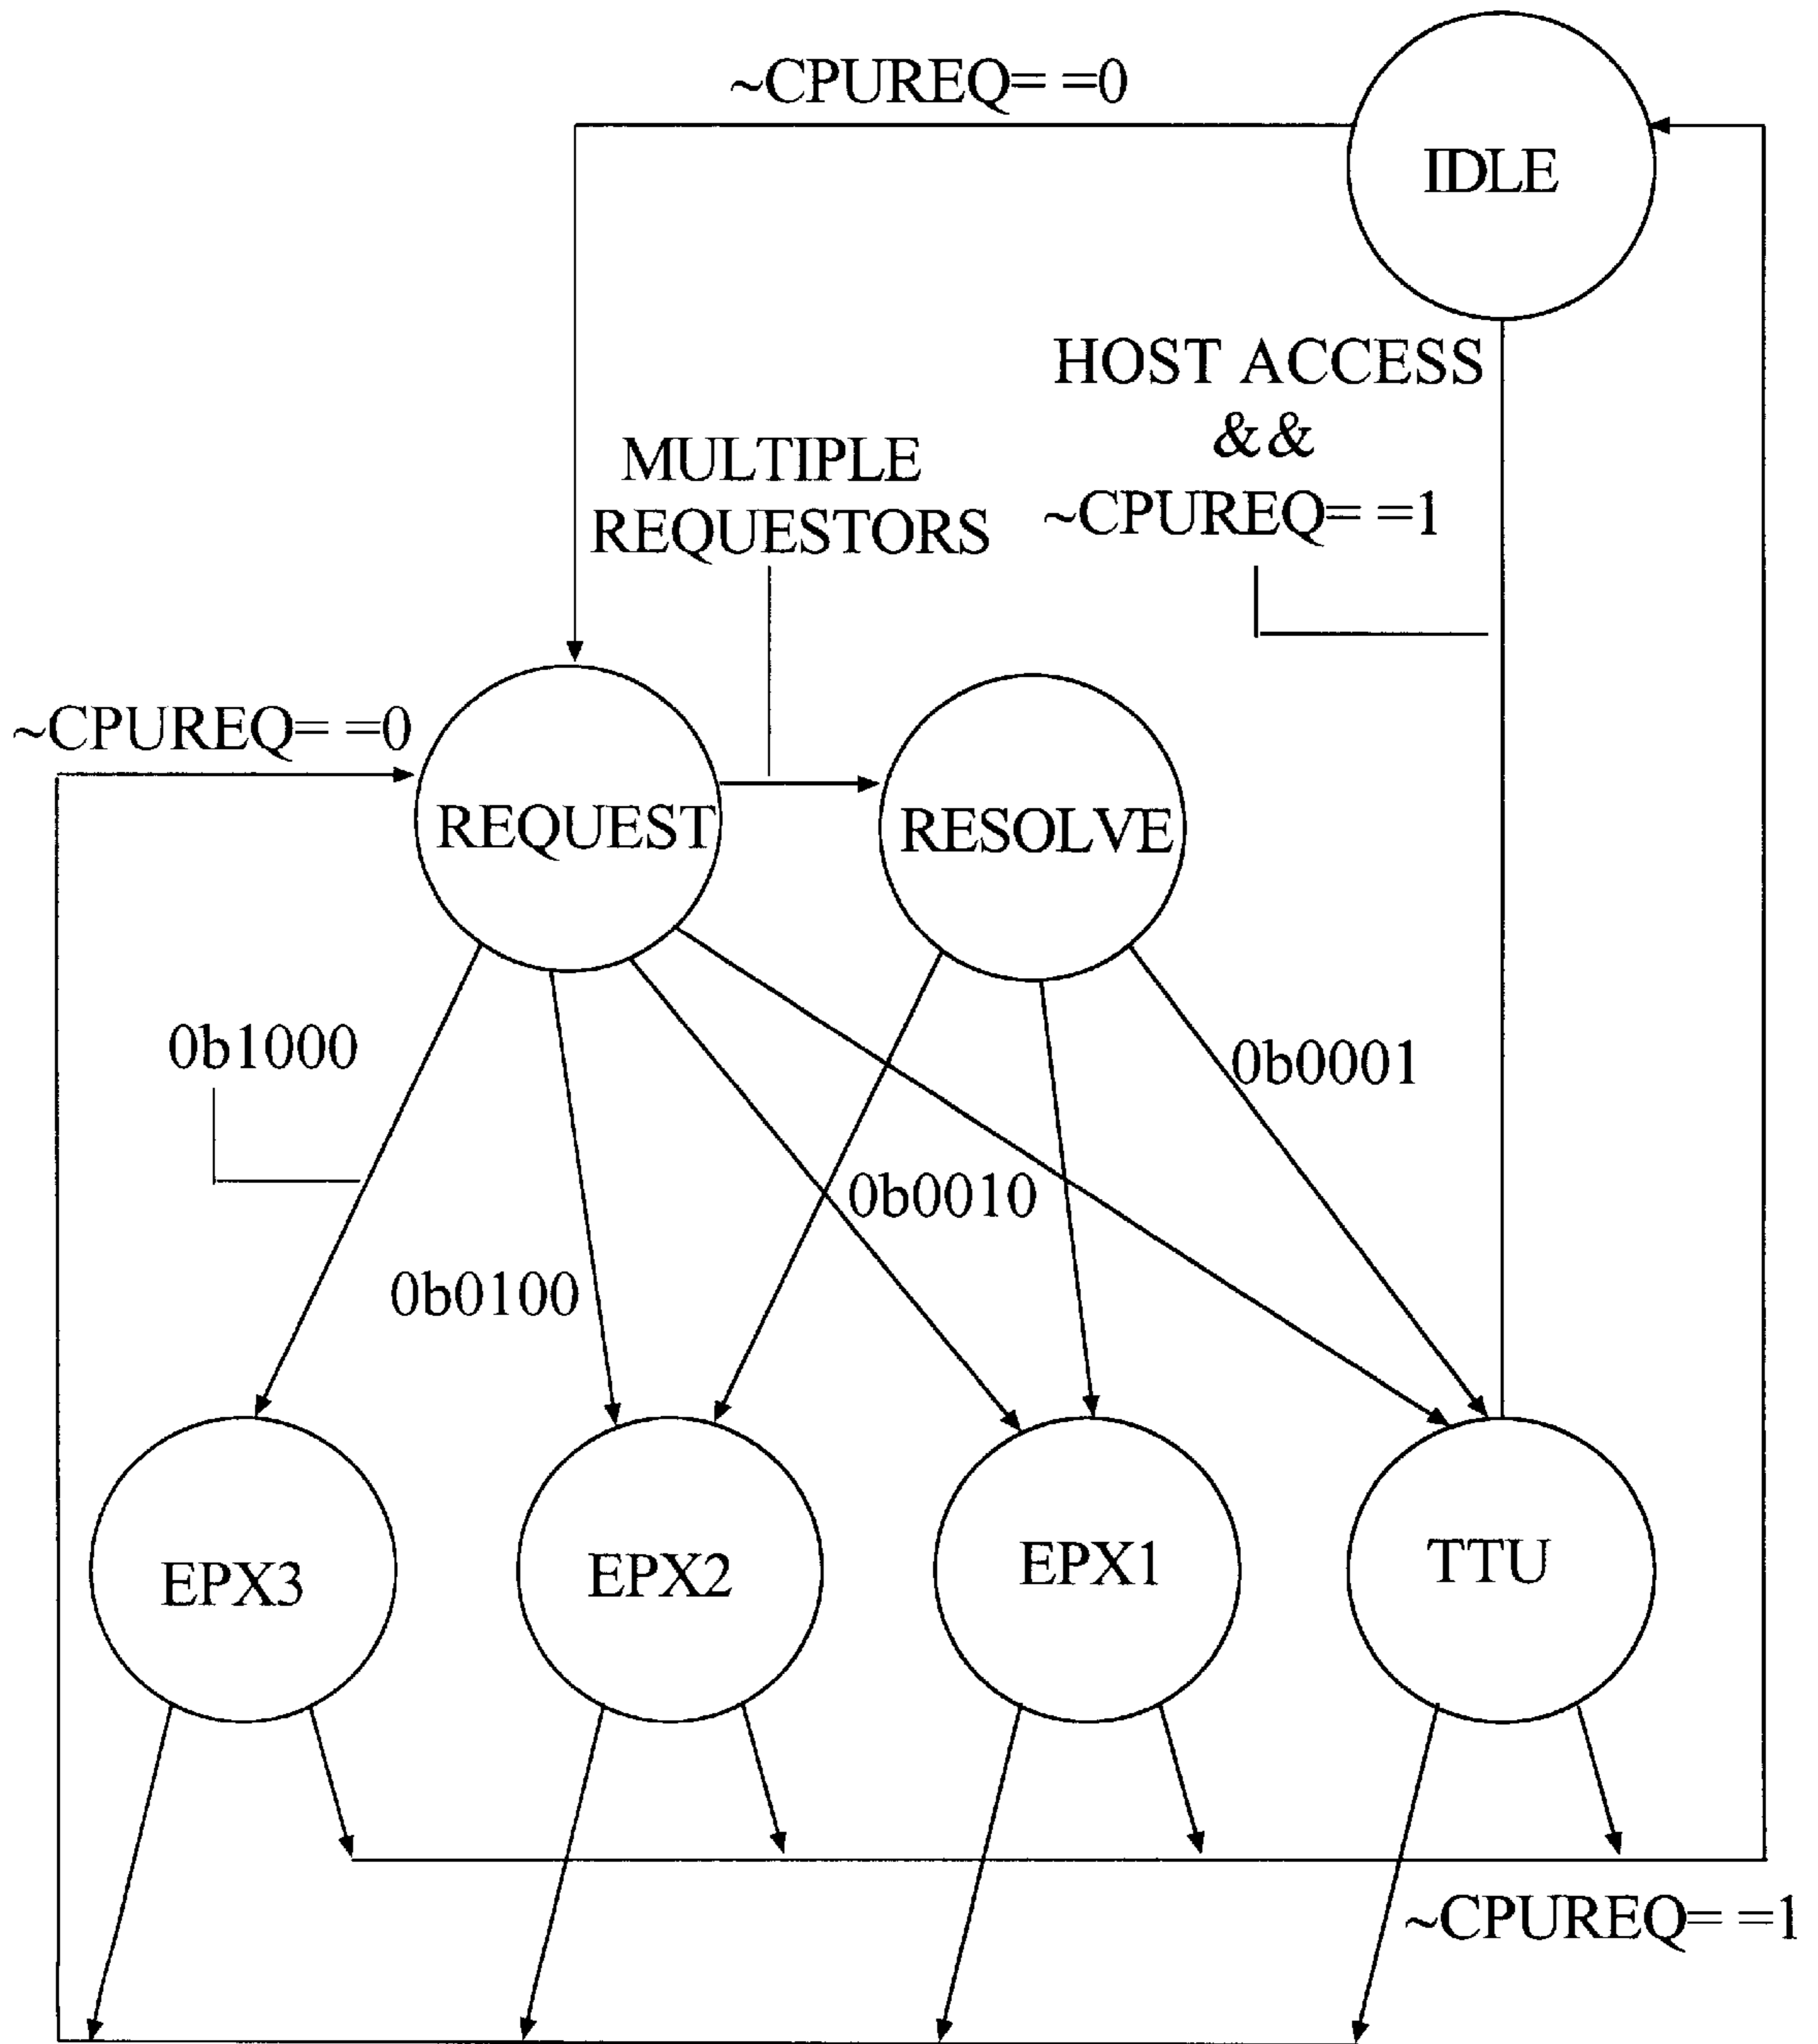 ~CPUREQ= =0
IDLE
HOST ACCESS
&&
~CPUREQ= =1
MULTIPLE
REQUESTORS
~CPUREQ= =0
REQUEST
RESOLVE
0b1000
0b0001
0b0010
0b0100
EPX3
EPX2
EPX1
TTU
~CPUREQ= =1